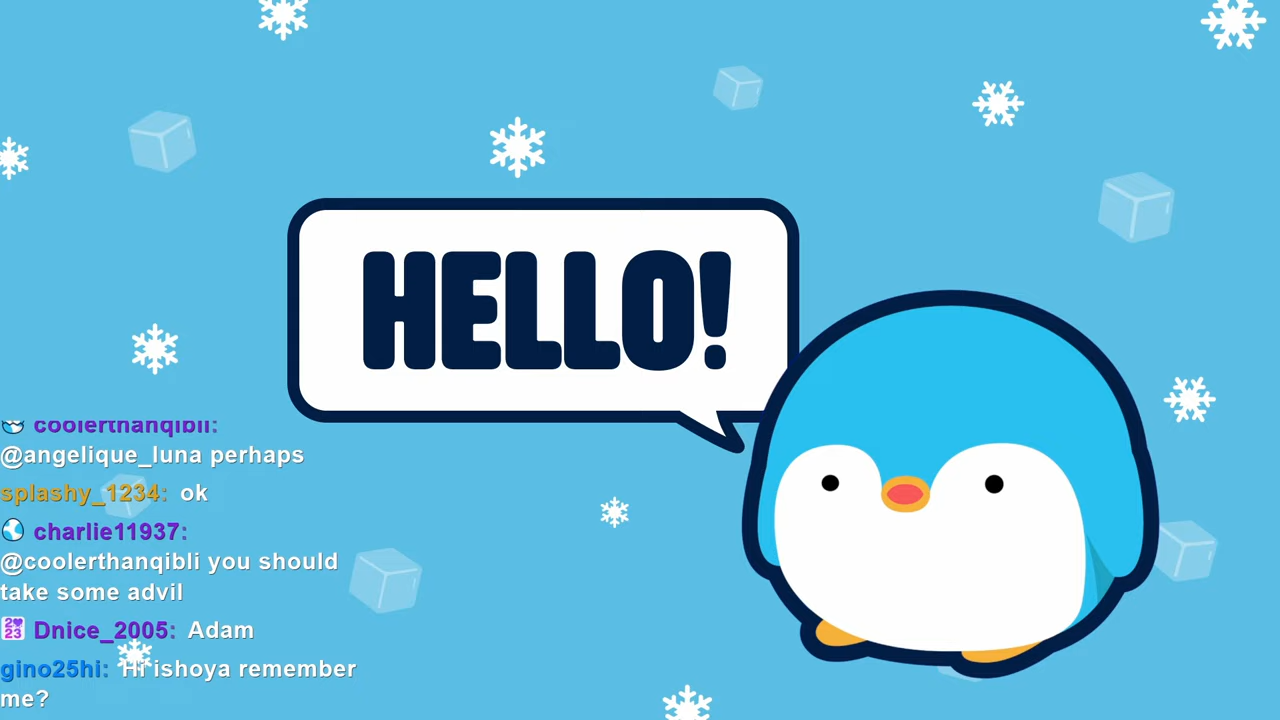 HELLO!
coolerthanqibli:
@angelique_luna perhaps
splashy_1234: ok
charlie11937:
@coolerthanqibli you should
take some advil
2023 Dnice_2005: Adam
gino25hi: Hi ishoya remember
me?